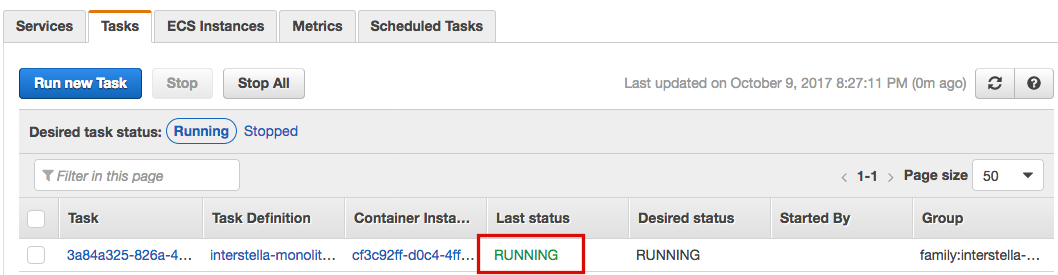 Services Tasks ECS Instances Metrics Scheduled Tasks
Run new Task Stop Stop All Last updated on October 9, 2017 8:27:11 PM (0m ago)
Desired task status: Running Stopped
Filter in this page 1-1 Page size 50
Task Task Definition Container Insta... Last status Desired status Started By Group
3a84a325-826a-4... interstella-monolit... cf3c92ff-d0c4-4ff... RUNNING RUNNING family:interstella-...